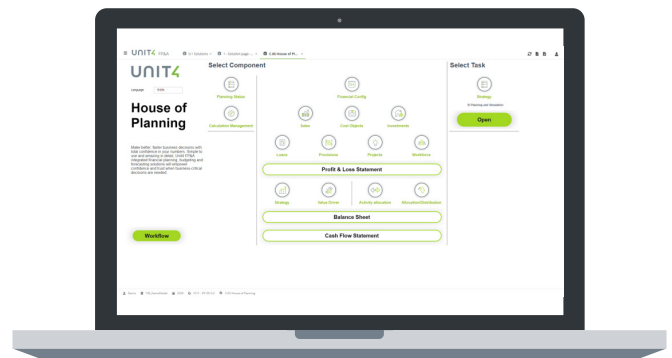 UNIT4 FP&A
UNIT4
Language
House of
Planning
Make better, faster business decisions with
total confidence in your numbers. Simple to
use and amazing in detail. Unit4 FP&A
integrated financial planning, budgeting and
forecasting solutions will empower
confidence and trust when business critical
decisions are needed.
Workflow
Select Component
Planning Status
Financial Config
Calculation Management
Sales
Cost Objects
Investments
Loans
Provisions
Projects
Workforce
Profit & Loss Statement
Strategy
Value Driver
Activity allocation
Allocation/Distribution
Balance Sheet
Cash Flow Statement
Select Task
Strategy
Open